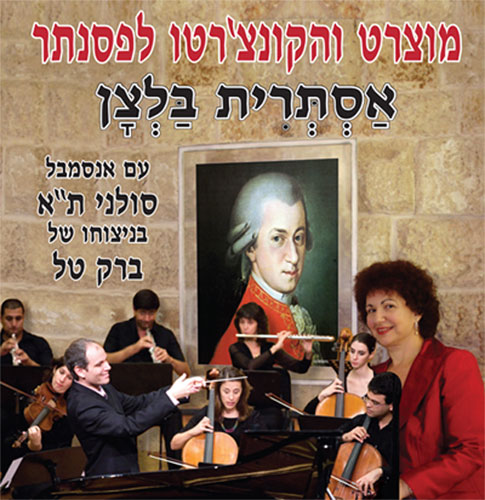 מוצרט והקונצ'רטו לפסנתר
אַסְתְּרִית בַּלְצָן
עם אנסמבל
סולני ת"א
בניצוחו של
ברק טל